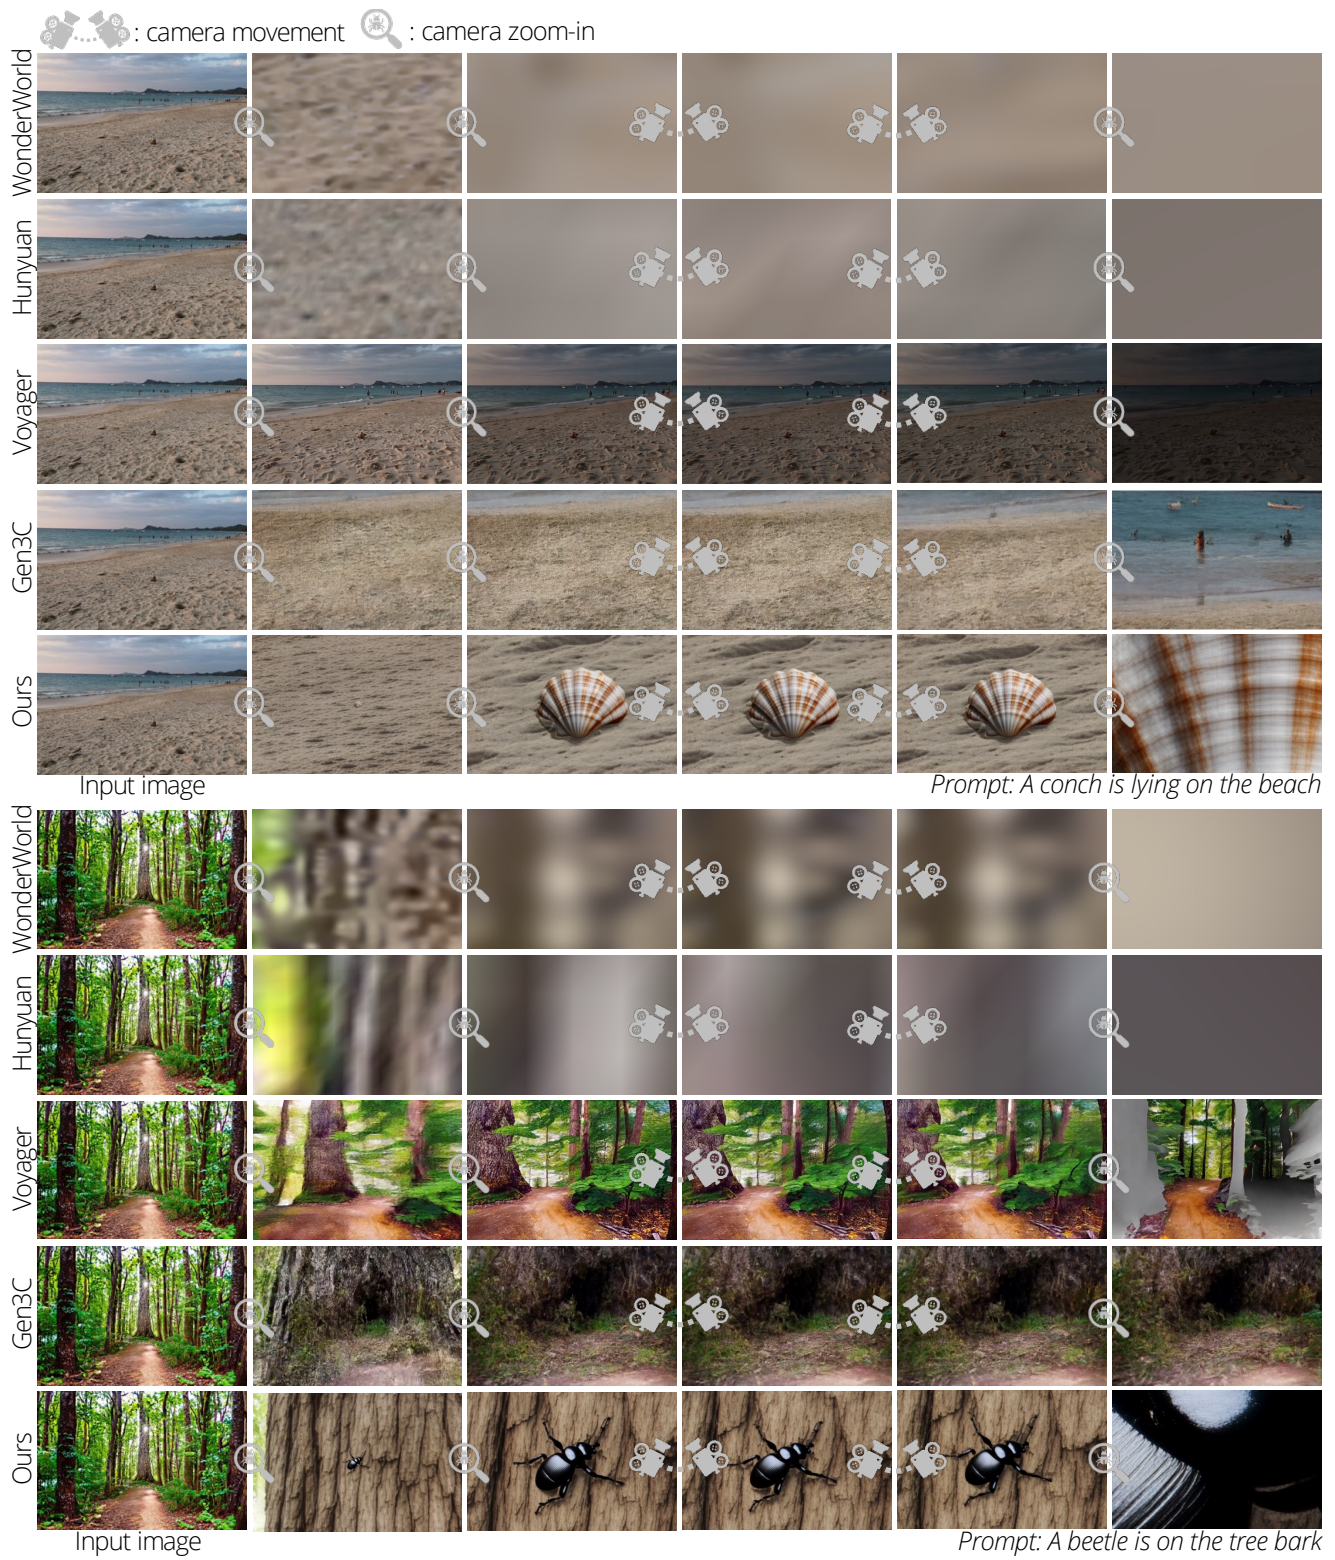 : camera movement : camera zoom-in
WonderWorld
Hunyuan
Voyager
Gen3C
Ours
Input image
Prompt: A conch is lying on the beach
WonderWorld
Hunyuan
Voyager
Gen3C
Ours
Input image
Prompt: A beetle is on the tree bark